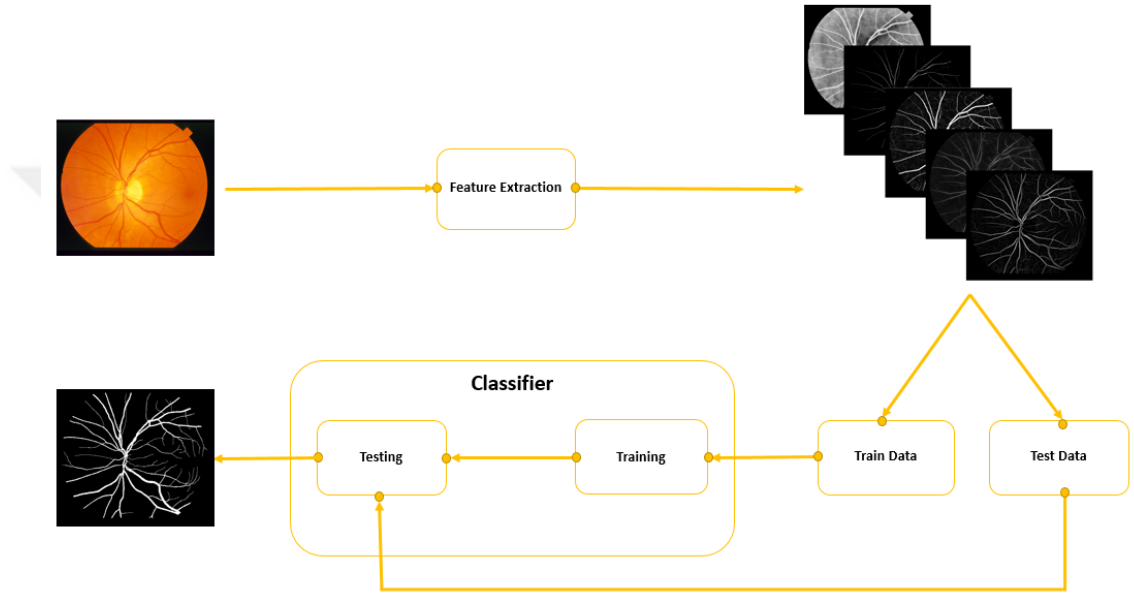 Feature Extraction
Classifier
Testing
Training
Train Data
Test Data